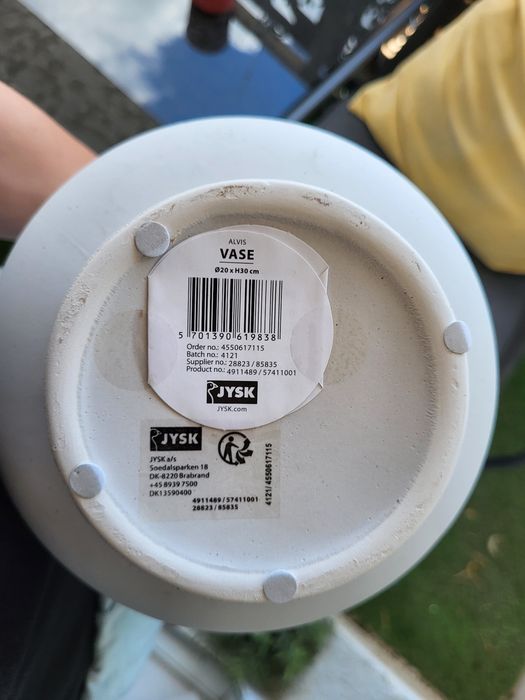 ALVIS
VASE
Ø20 x H30 cm
5 701390 619838
Order no.: 4550617115
Batch no.: 4121
Supplier no.: 28823 / 85835
Product no.: 4911489 / 57411001
JYSK
JYSK.com
JYSK
JYSK a/s
Soedalsparken 18
DK-8220 Brabrand
+45 8939 7500
DK13590400
4911489 / 57411001
28823 / 85835
4121/ 4550617115